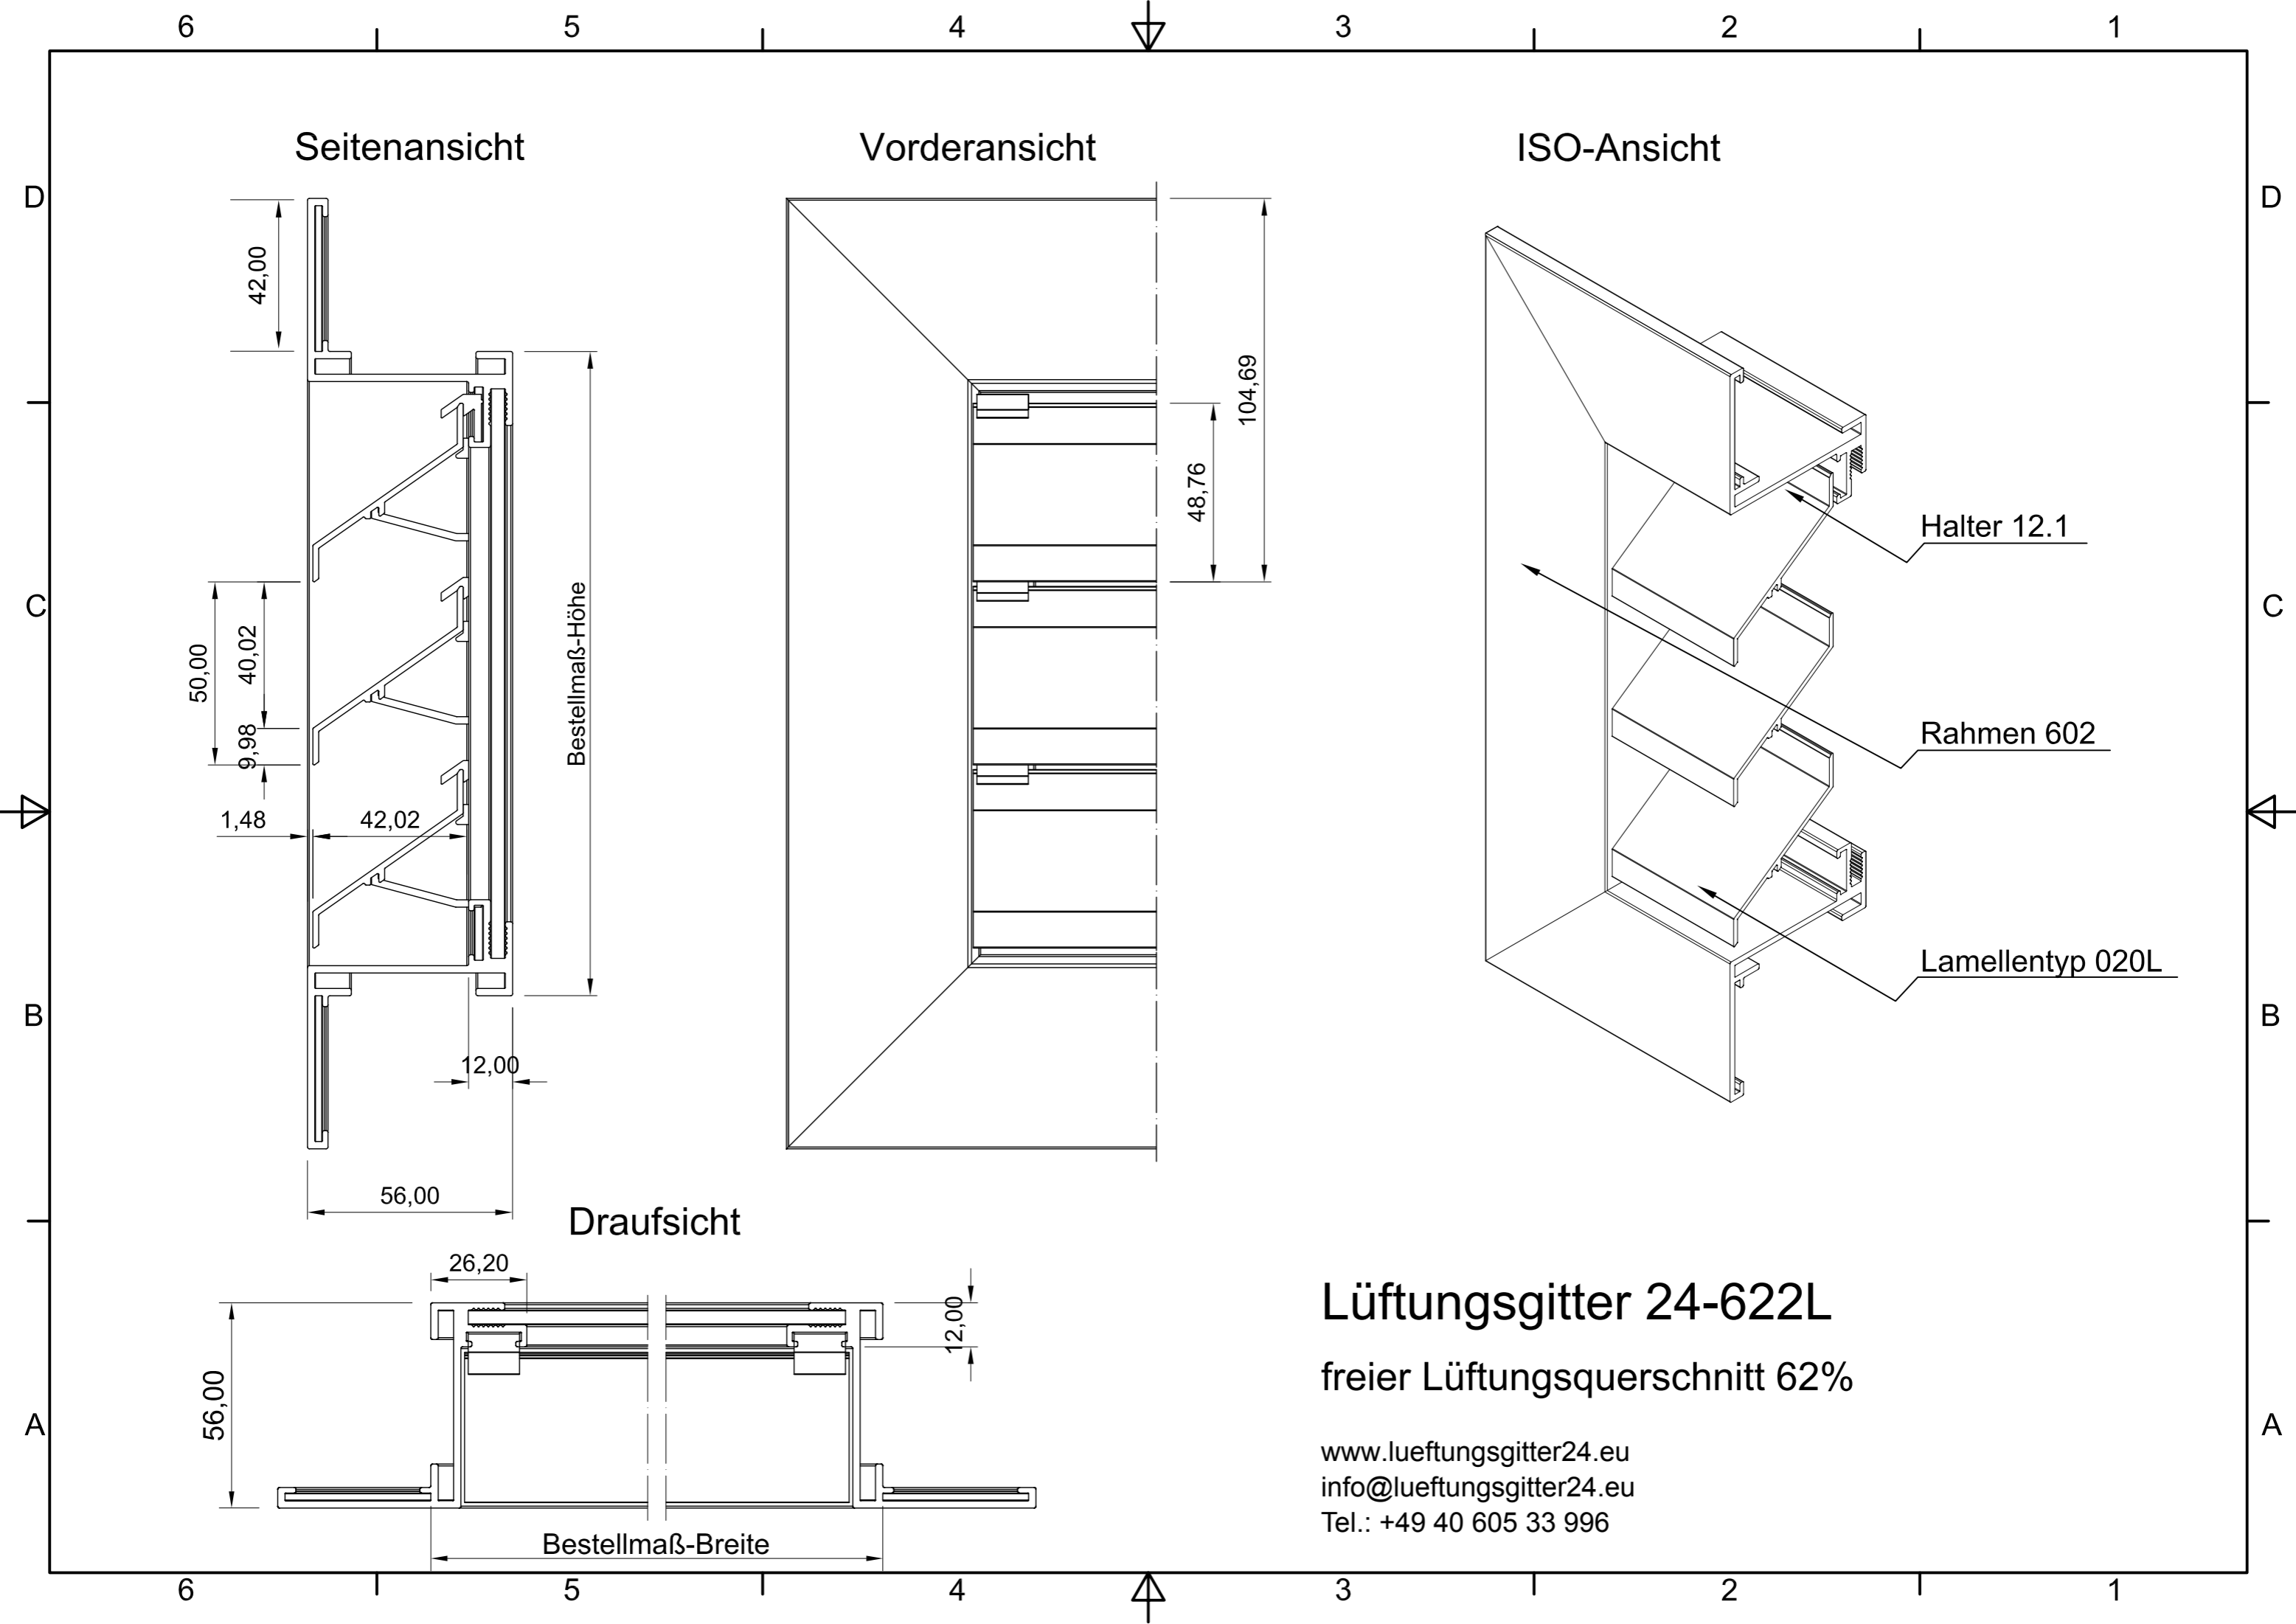 6 5 4 3 2 1
Seitenansicht
Vorderansicht
ISO-Ansicht
D D
42,00
104,69
48,76
Halter 12.1
C C
50,00
40,02
9,98
Bestellmaß-Höhe
Rahmen 602
1,48
42,02
Lamellentyp 020L
B B
12,00
56,00
Draufsicht
26,20
12,00
56,00
Bestellmaß-Breite
Lüftungsgitter 24-622L
freier Lüftungsquerschnitt 62%
A A
www.lueftungsgitter24.eu
info@lueftungsgitter24.eu
Tel.: +49 40 605 33 996
6 5 4 3 2 1